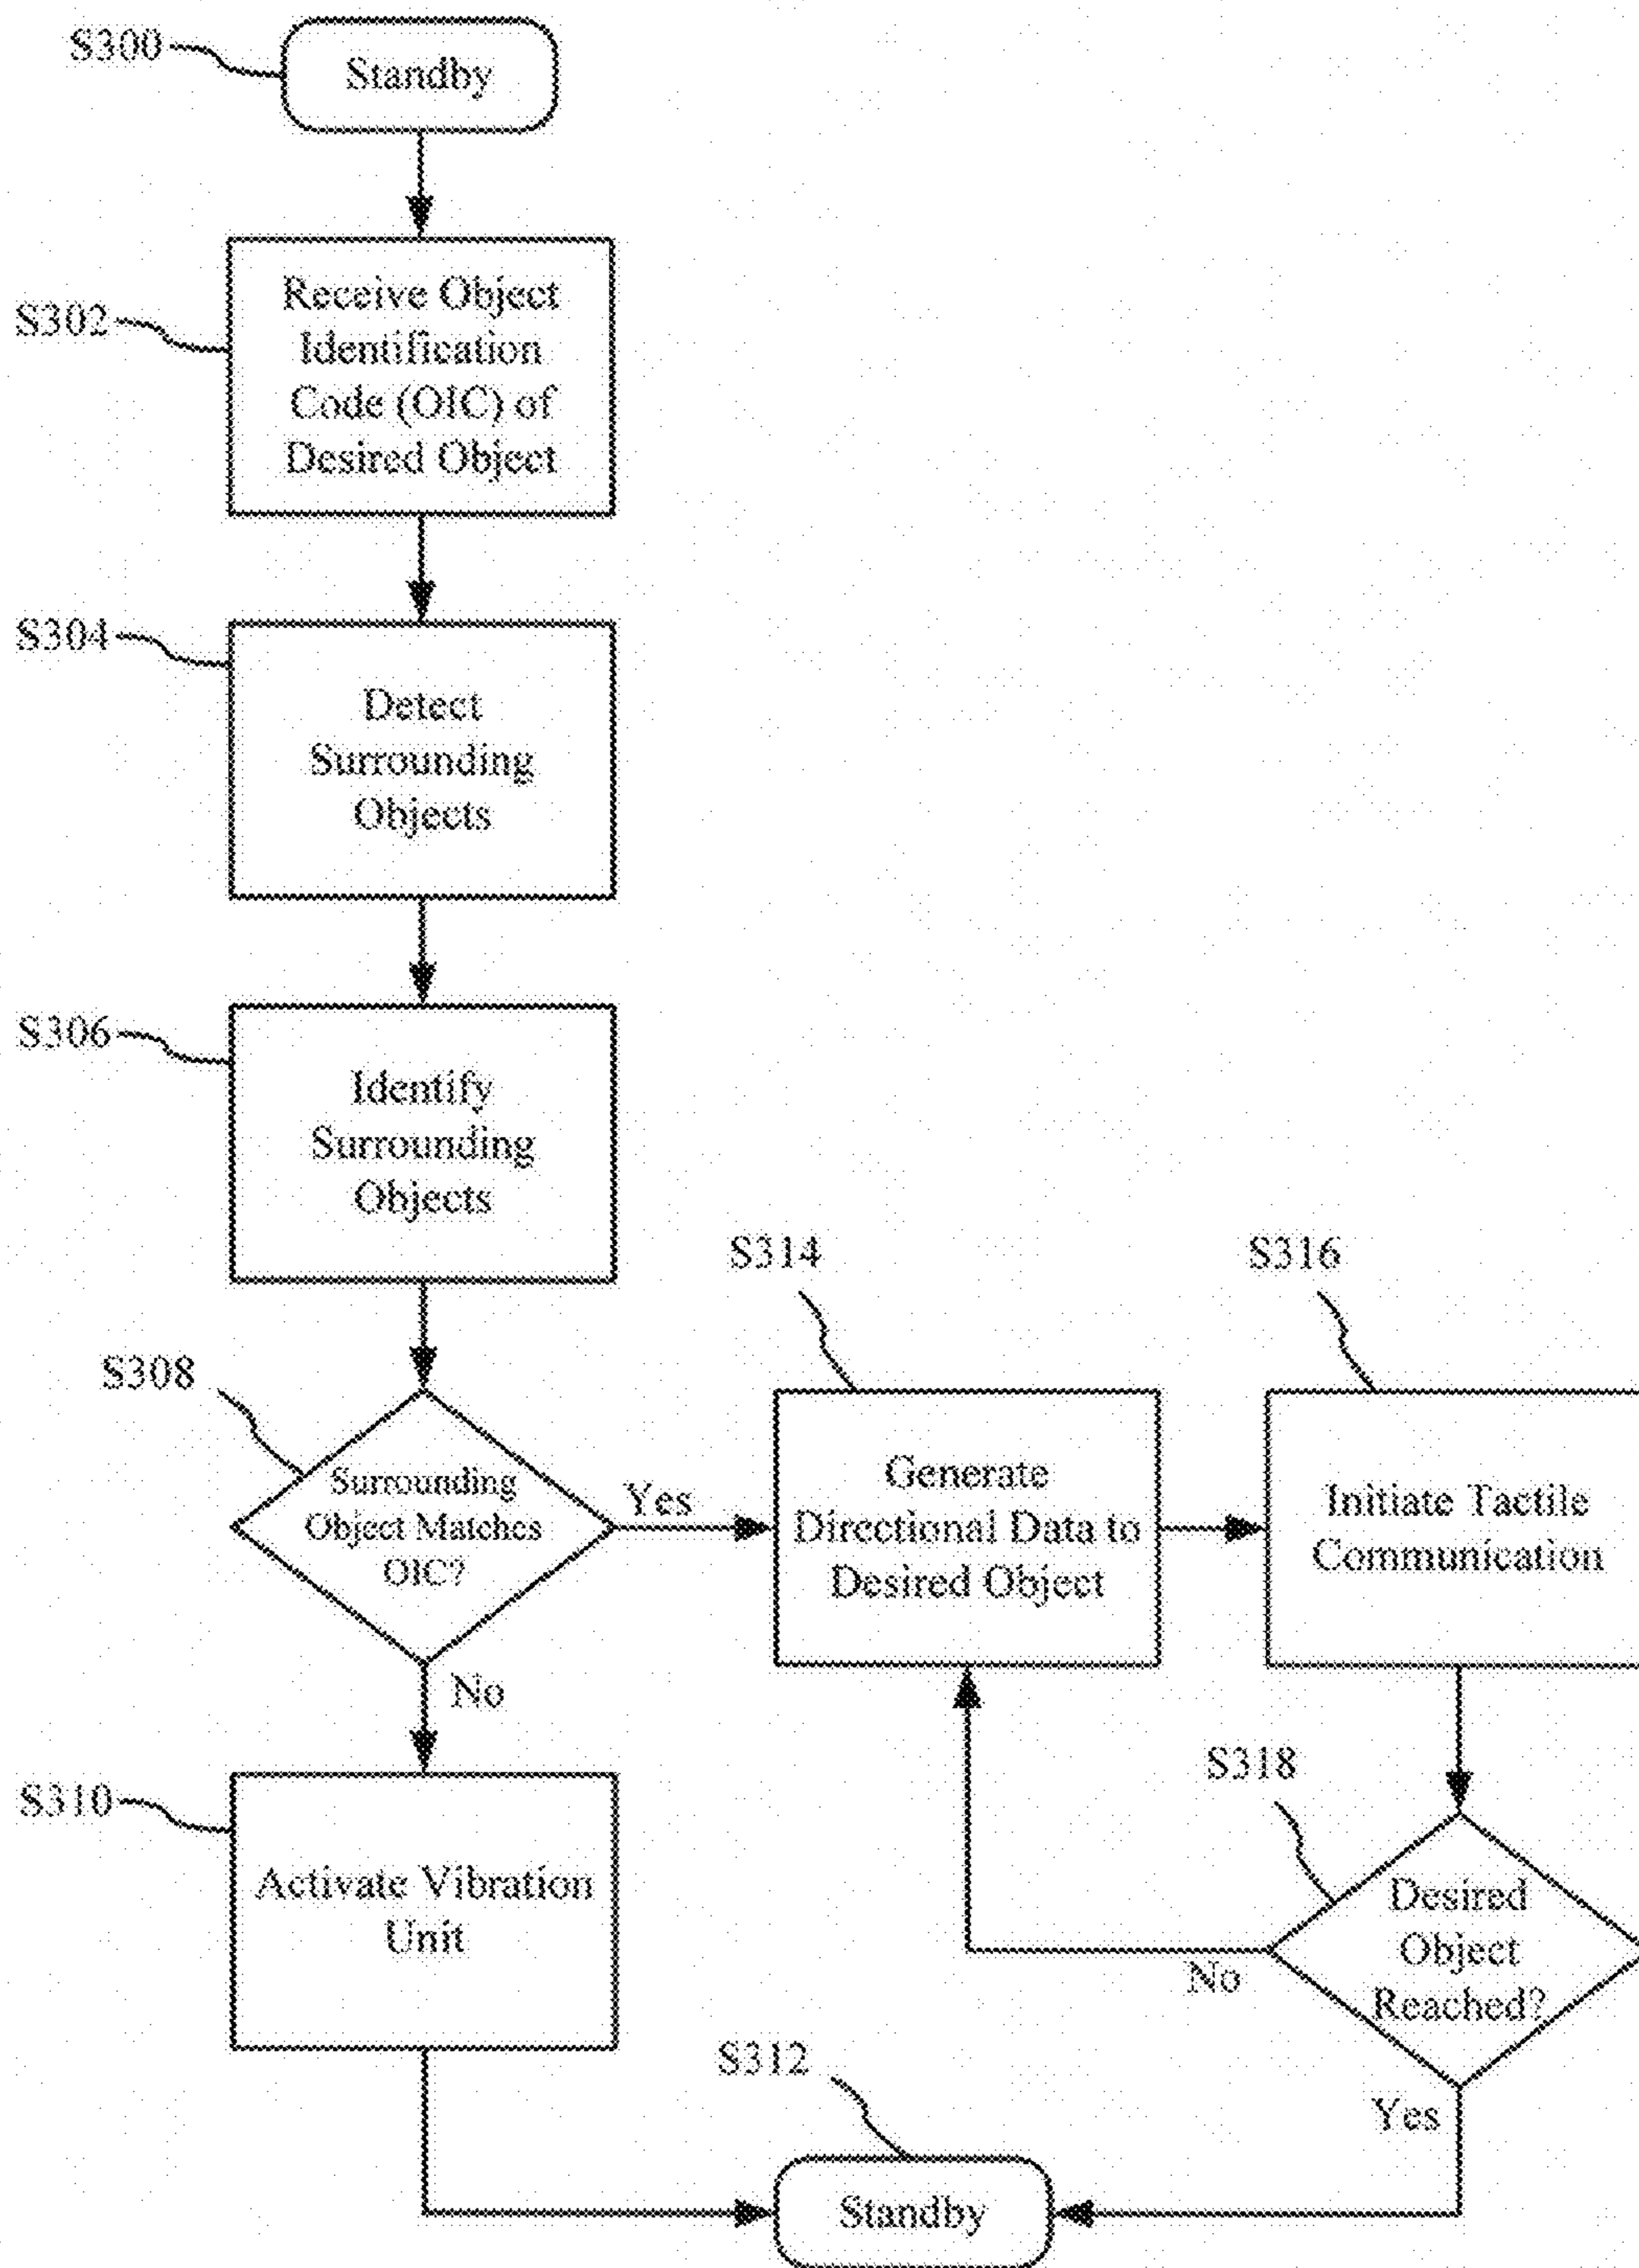 S300
Standby
S302
Receive Object
Identification
Code (OIC) of
Desired Object
S304
Detect
Surrounding
Objects
S306
Identify
Surrounding
Objects
S308
Surrounding
Object Matches
OIC?
Yes
No
S314
Generate
Directional Data to
Desired Object
S316
Initiate Tactile
Communication
S310
Activate Vibration
Unit
S318
Desired
Object
Reached?
No
Yes
S312
Standby